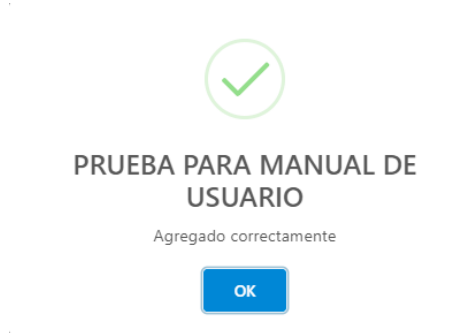 PRUEBA PARA MANUAL DE
USUARIO
Agregado correctamente
OK